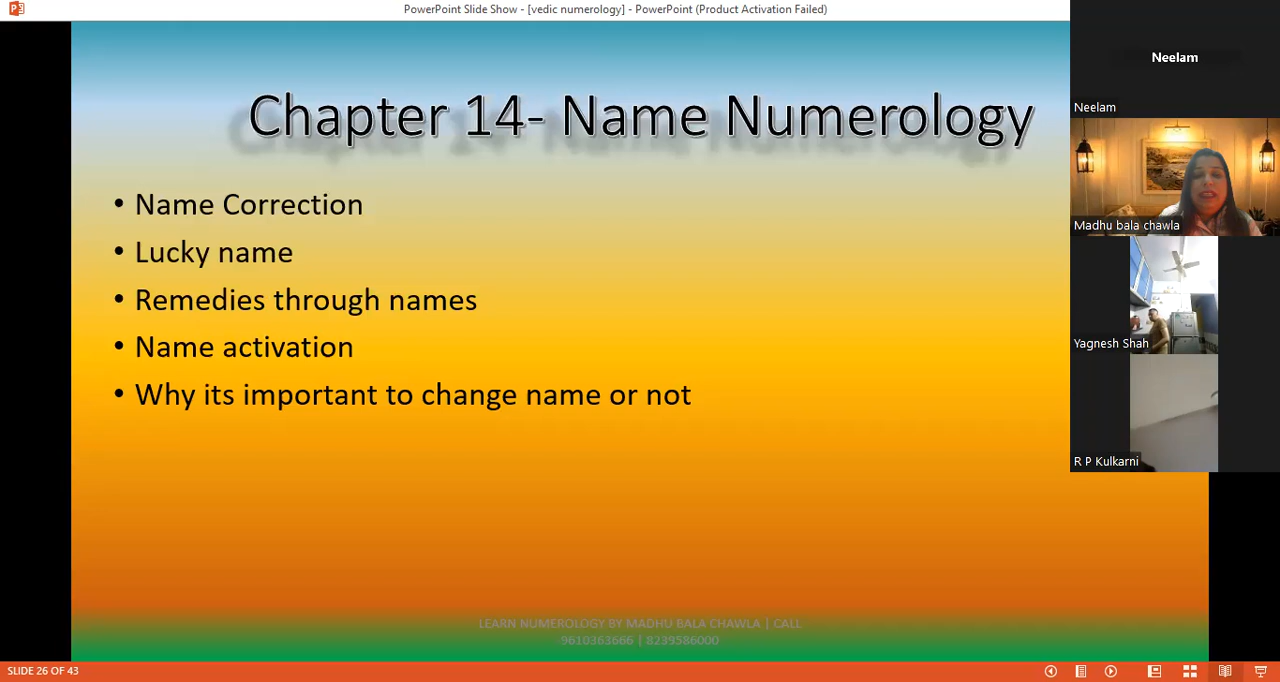 PowerPoint Slide Show - [vedic numerology] - PowerPoint (Product Activation Failed)
Chapter 14- Name Numerology
• Name Correction
• Lucky name
• Remedies through names
• Name activation
• Why its important to change name or not
LEARN NUMEROLOGY BY MADHU BALA CHAWLA | CALL
-9610363666 | 8239586000
SLIDE 26 OF 43
Neelam
Neelam
Madhu bala chawla
Yagnesh Shah
R P Kulkarni